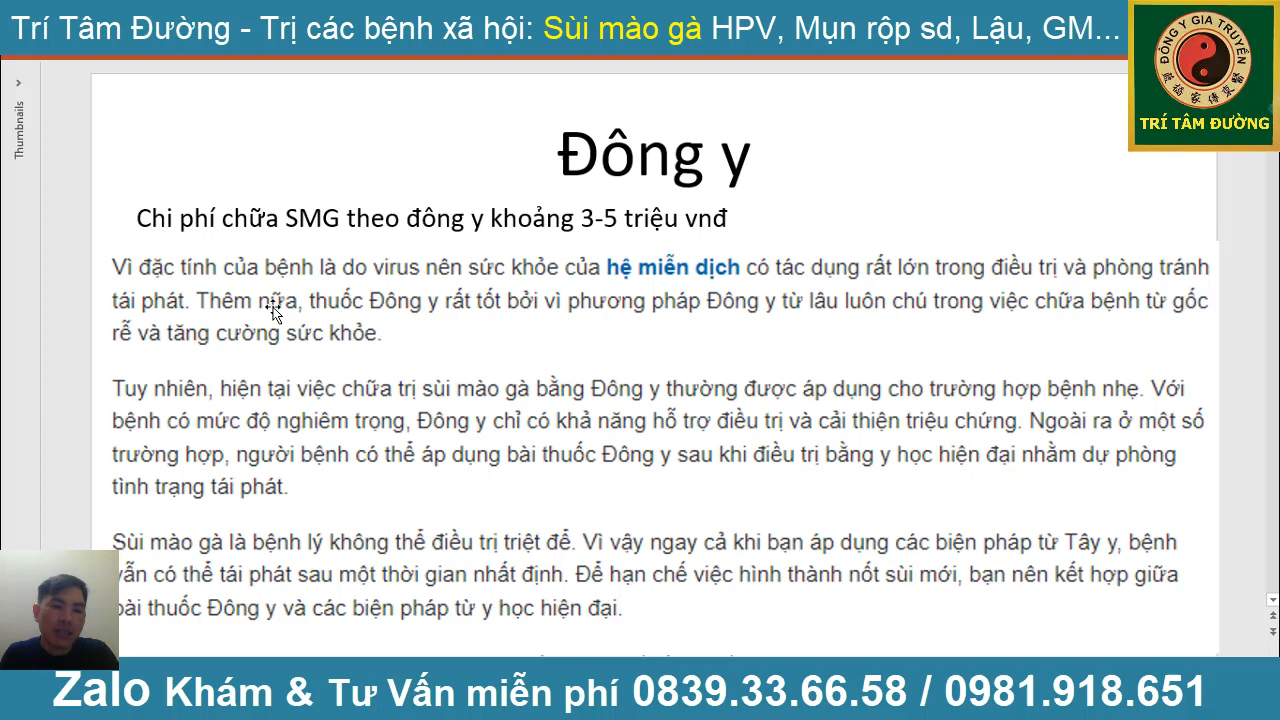 Trí Tâm Đường - Trị các bệnh xã hội: Sùi mào gà HPV, Mụn rộp sd, Lậu, GM...
ĐÔNG Y GIA TRUYỀN
TRÍ TÂM ĐƯỜNG
Thumbnails
Đông y
Chi phí chữa SMG theo đông y khoảng 3-5 triệu vnđ
Vì đặc tính của bệnh là do virus nên sức khỏe của hệ miễn dịch có tác dụng rất lớn trong điều trị và phòng tránh
tái phát. Thêm nữa, thuốc Đông y rất tốt bởi vì phương pháp Đông y từ lâu luôn chú trong việc chữa bệnh từ gốc
rễ và tăng cường sức khỏe.
Tuy nhiên, hiện tại việc chữa trị sùi mào gà bằng Đông y thường được áp dụng cho trường hợp bệnh nhẹ. Với
bệnh có mức độ nghiêm trọng, Đông y chỉ có khả năng hỗ trợ điều trị và cải thiện triệu chứng. Ngoài ra ở một số
trường hợp, người bệnh có thể áp dụng bài thuốc Đông y sau khi điều trị bằng y học hiện đại nhằm dự phòng
tình trạng tái phát.
Sùi mào gà là bệnh lý không thể điều trị triệt để. Vì vậy ngay cả khi bạn áp dụng các biện pháp từ Tây y, bệnh
vẫn có thể tái phát sau một thời gian nhất định. Để hạn chế việc hình thành nốt sùi mới, bạn nên kết hợp giữa
bài thuốc Đông y và các biện pháp từ y học hiện đại.
Zalo Khám & Tư Vấn miễn phí 0839.33.66.58 / 0981.918.651